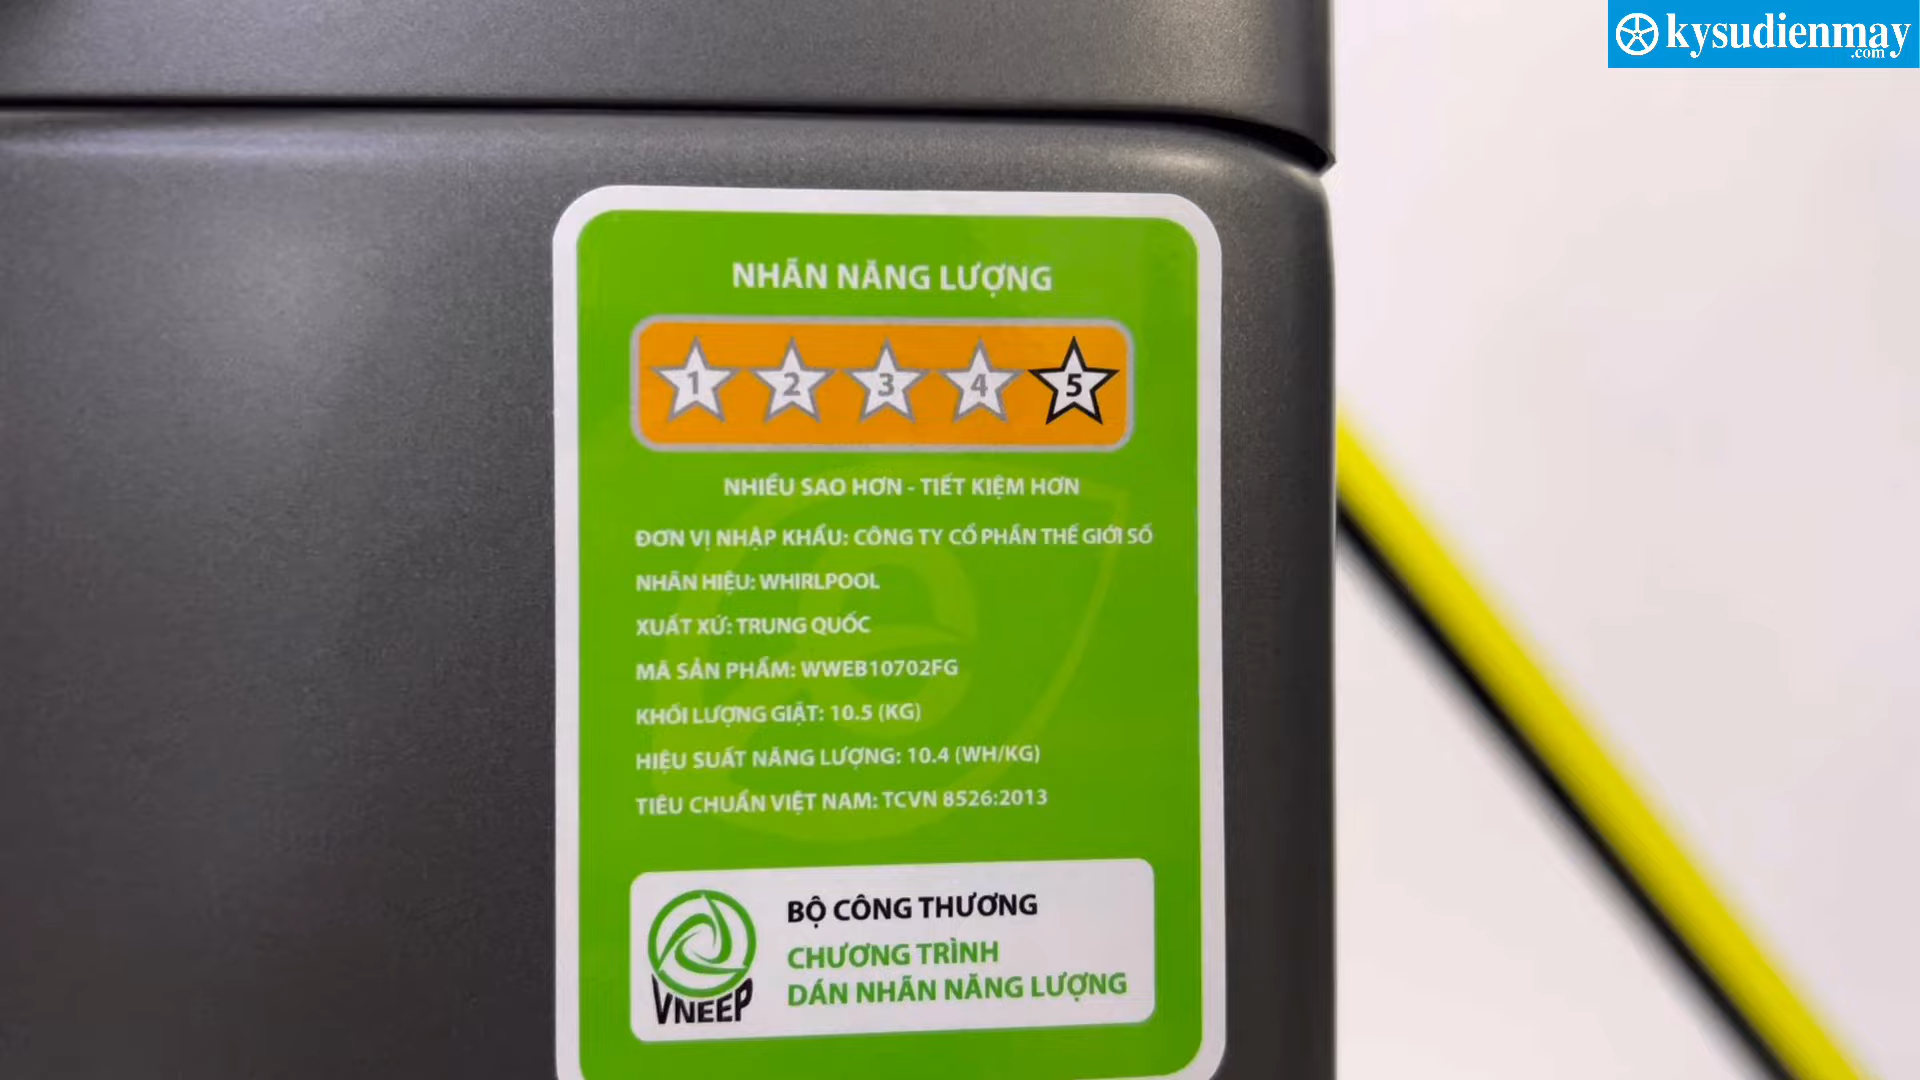 kysudienmay
.com
NHÃN NĂNG LƯỢNG
1 2 3 4 5
NHIỀU SAO HƠN - TIẾT KIỆM HƠN
ĐƠN VỊ NHẬP KHẨU: CÔNG TY CỔ PHẦN THẾ GIỚI SỐ
NHÃN HIỆU: WHIRLPOOL
XUẤT XỨ: TRUNG QUỐC
MÃ SẢN PHẨM: WWEB10702FG
KHỐI LƯỢNG GIẶT: 10.5 (KG)
HIỆU SUẤT NĂNG LƯỢNG: 10.4 (WH/KG)
TIÊU CHUẨN VIỆT NAM: TCVN 8526:2013
BỘ CÔNG THƯƠNG
CHƯƠNG TRÌNH
DÁN NHÃN NĂNG LƯỢNG
VNEEP